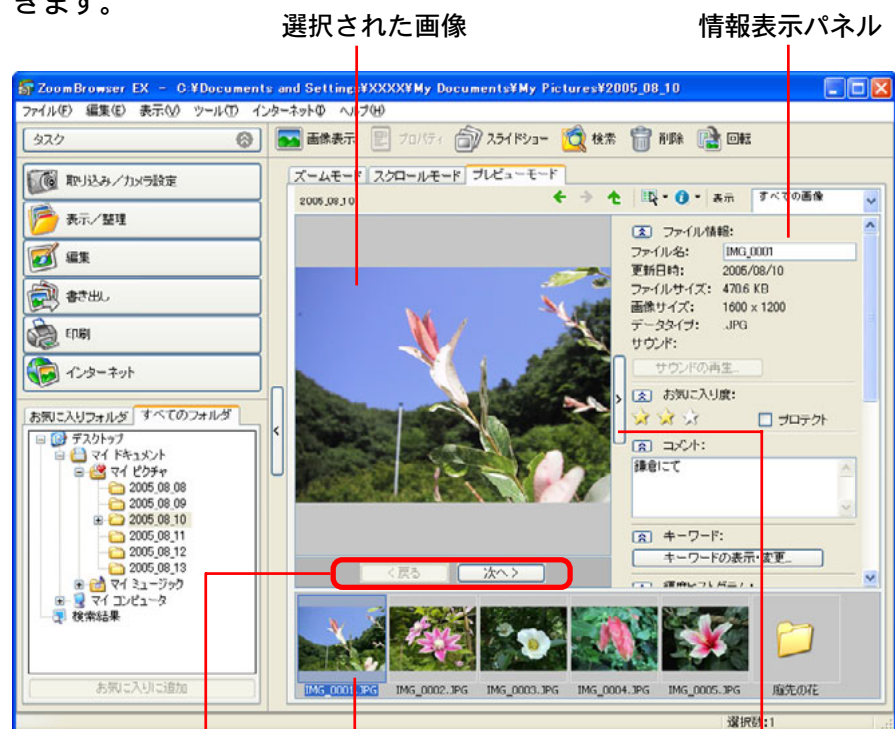 きます。
選択された画像
情報表示パネル
ZoomBrowser EX - C:¥Documents and Settings¥XXXX¥My Documents¥My Pictures¥2005_08_10
ファイル(F) 編集(E) 表示(V) ツール(T) インターネット(I) ヘルプ(H)
タスク
画像表示 プロパティ スライドショー 検索 削除 回転
取り込み／カメラ設定
表示／整理
編集
書き出し
印刷
インターネット
お気に入りフォルダ すべてのフォルダ
デスクトップ
マイ ドキュメント
マイ ピクチャ
2005_08_08
2005_08_09
2005_08_10
2005_08_11
2005_08_12
2005_08_13
マイ ミュージック
マイ コンピュータ
検索結果
お気に入りに追加
ズームモード スクロールモード プレビューモード
2005_08_10
表示 すべての画像
ファイル情報:
ファイル名: IMG_0001
更新日時: 2005/08/10
ファイルサイズ: 470.6 KB
画像サイズ: 1600 x 1200
データタイプ: .JPG
サウンド:
サウンドの再生...
お気に入り度:
プロテクト
コメント:
鎌倉にて
キーワード:
キーワードの表示・変更...
<戻る 次へ>
IMG_0001.JPG IMG_0002.JPG IMG_0003.JPG IMG_0004.JPG IMG_0005.JPG 庭先の花
選択数:1